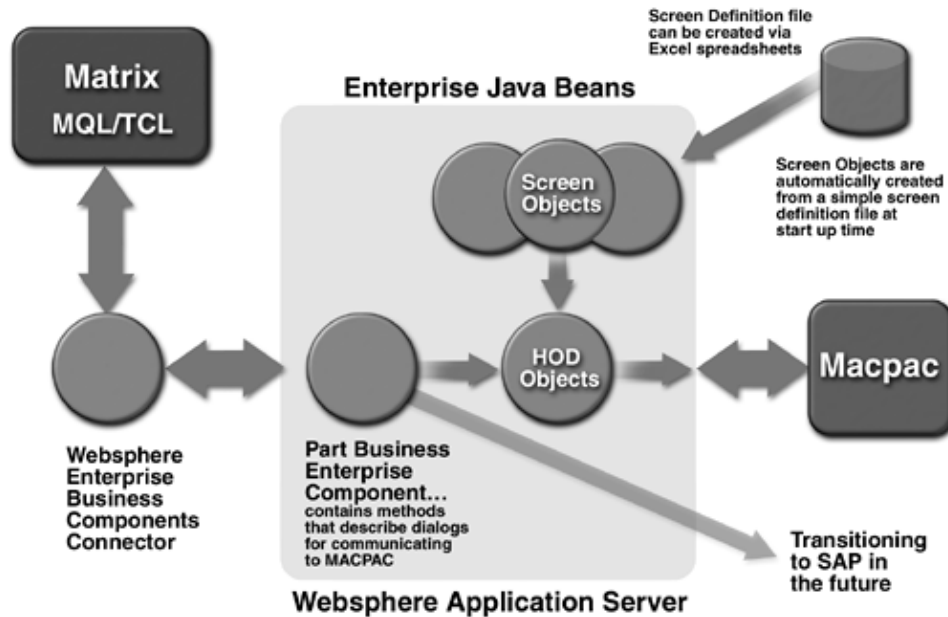 Screen Definition file
can be created via
Excel spreadsheets
Matrix
MQL/TCL
Enterprise Java Beans
Screen
Objects
Screen Objects are
automatically created
from a simple screen
definition file at
start up time
HOD
Objects
Macpac
Websphere
Enterprise
Business
Components
Connector
Part Business
Enterprise
Component...
contains methods
that describe dialogs
for communicating
to MACPAC
Transitioning
to SAP in
the future
Websphere Application Server